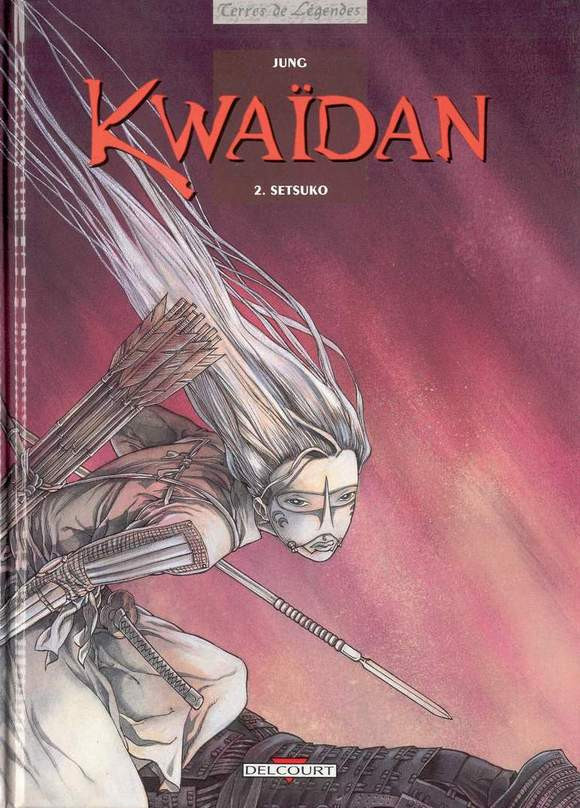 Terres de Légendes
JUNG
KWAÏDAN
2. SETSUKO
DELCOURT